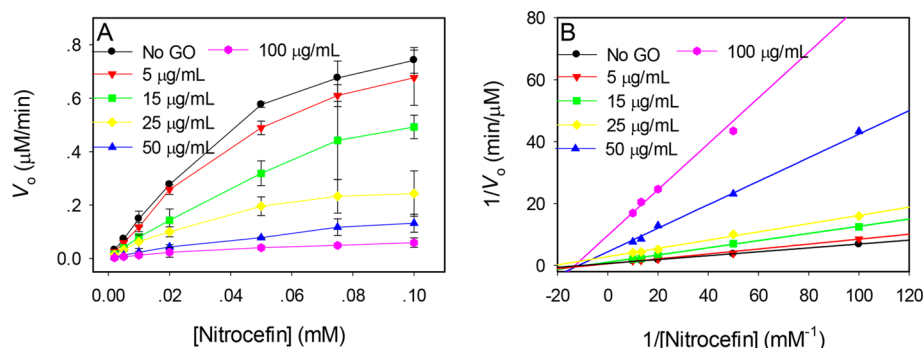 A
No GO
100 μg/mL
5 μg/mL
15 μg/mL
25 μg/mL
50 μg/mL
.8
.6
.4
.2
0.0
Vo (μM/min)
0.00
.02
.04
.06
.08
.10
[Nitrocefin] (mM)
B
No GO
100 μg/mL
5 μg/mL
15 μg/mL
25 μg/mL
50 μg/mL
80
60
40
20
0
1/Vo (min/μM)
-20
0
20
40
60
80
100
120
1/[Nitrocefin] (mM-1)